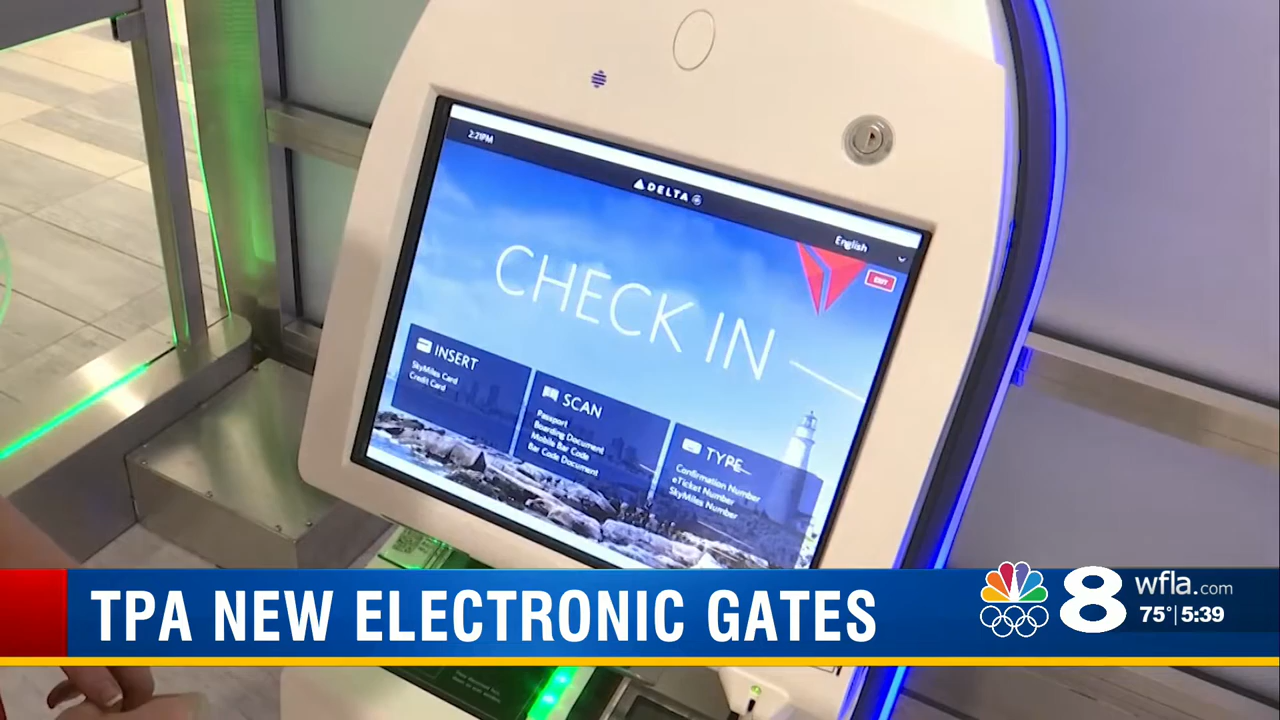 2:21PM
DELTA
English
EXIT
CHECK IN
INSERT
SkyMiles Card
Credit Card
SCAN
Passport
Boarding Document
Mobile Bar Code
Bar Code Document
TYPE
Confirmation Number
eTicket Number
SkyMiles Number
TPA NEW ELECTRONIC GATES
8
wfla.com
75° 5:39